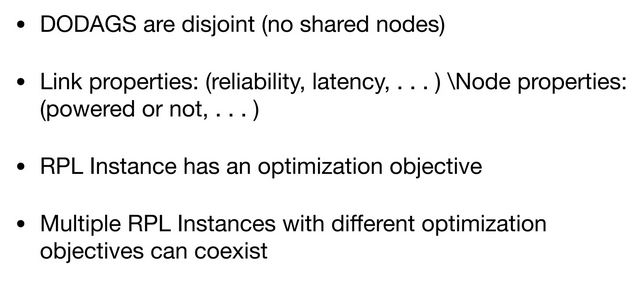 • DODAGS are disjoint (no shared nodes)
• Link properties: (reliability, latency, . . . ) \Node properties:
(powered or not, . . . )
• RPL Instance has an optimization objective
• Multiple RPL Instances with different optimization
objectives can coexist